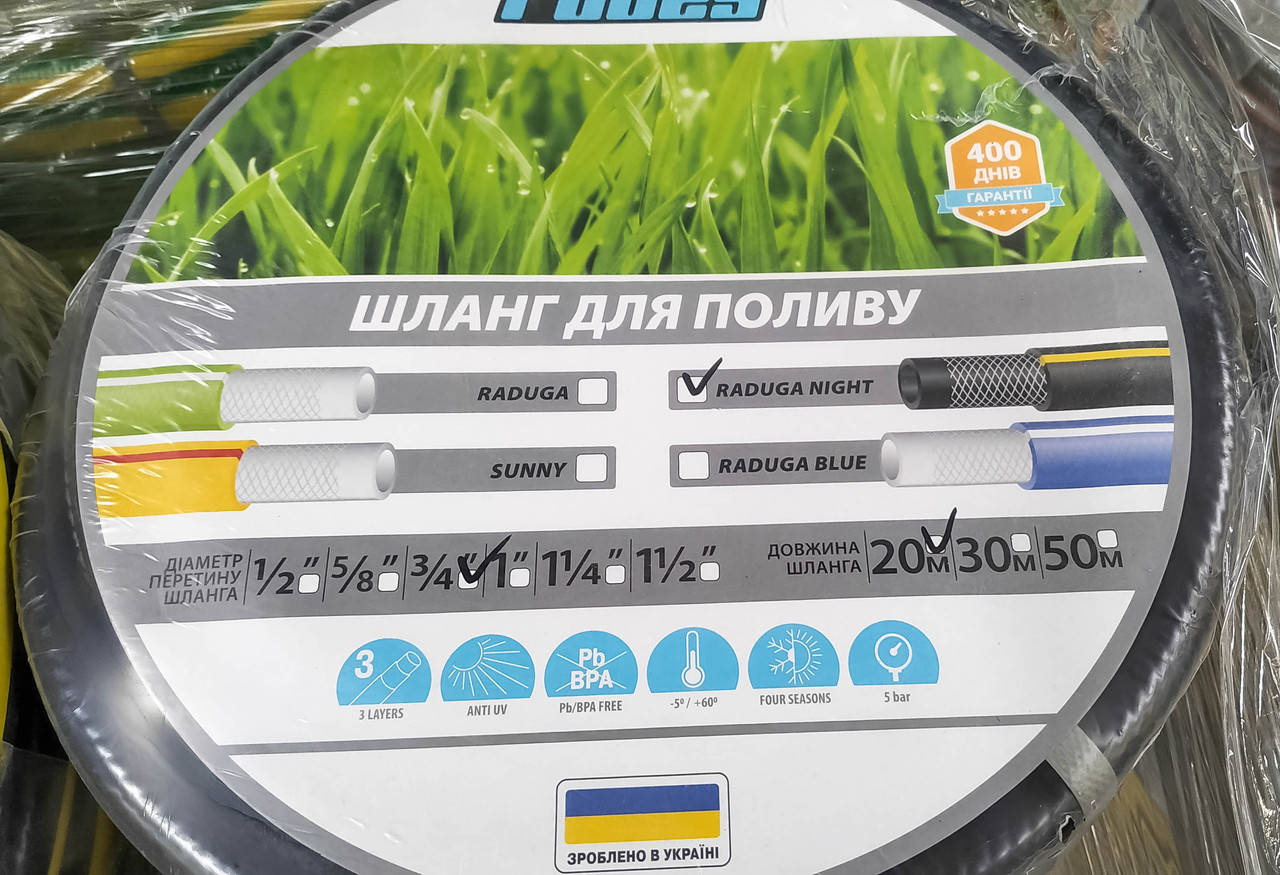 400
ДНІВ
ГАРАНТІЇ
ШЛАНГ ДЛЯ ПОЛИВУ
RADUGA
RADUGA NIGHT
SUNNY
RADUGA BLUE
ДІАМЕТР
ПЕРЕТИНУ
ШЛАНГА
1/2" 5/8" 3/4" 1" 1 1/4" 1 1/2"
ДОВЖИНА
ШЛАНГА
20м 30м 50м
3
Pb
BPA
3 LAYERS
ANTI UV
Pb/BPA FREE
-5º / +60º
FOUR SEASONS
5 bar
ЗРОБЛЕНО В УКРАЇНІ